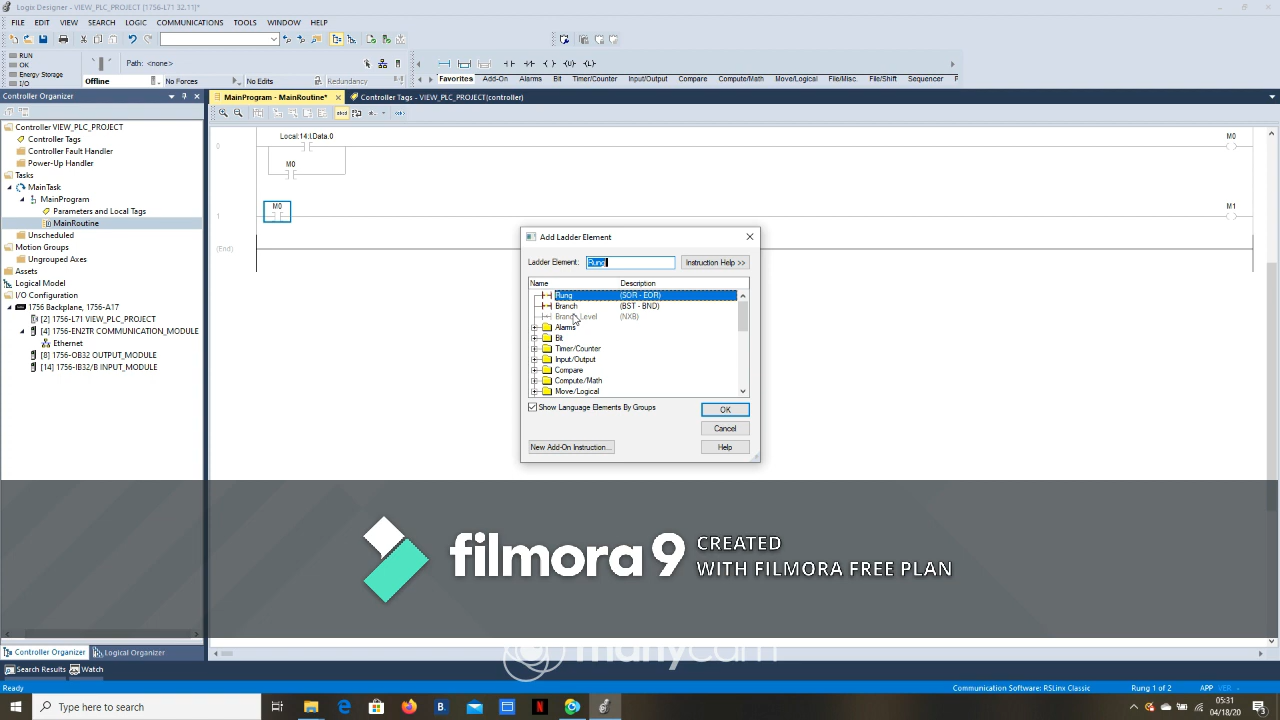 Logix Designer - VIEW_PLC_PROJECT [1756-L71 32.11]*
FILE EDIT VIEW SEARCH LOGIC COMMUNICATIONS TOOLS WINDOW HELP
RUN
OK
Energy Storage
I/O
Path: <none>
Offline No Forces No Edits Redundancy
Favorites Add-On Alarms Bit Timer/Counter Input/Output Compare Compute/Math Move/Logical File/Misc. File/Shift Sequencer
Controller Organizer
MainProgram - MainRoutine* Controller Tags - VIEW_PLC_PROJECT(controller)
Controller VIEW_PLC_PROJECT
Controller Tags
Controller Fault Handler
Power-Up Handler
Tasks
MainTask
MainProgram
Parameters and Local Tags
MainRoutine
Unscheduled
Motion Groups
Ungrouped Axes
Assets
Logical Model
I/O Configuration
1756 Backplane, 1756-A17
[2] 1756-L71 VIEW_PLC_PROJECT
[4] 1756-EN2TR COMMUNICATION_MODULE
Ethernet
[8] 1756-OB32 OUTPUT_MODULE
[14] 1756-IB32/B INPUT_MODULE
Local:14:I.Data.0 M0
0
M0
M0 M1
1
(End)
Add Ladder Element
Ladder Element: Rung Instruction Help >>
Name Description
Rung (SOR - EOR)
Branch (BST - BND)
Branch Level (NXB)
Alarms
Bit
Timer/Counter
Input/Output
Compare
Compute/Math
Move/Logical
Show Language Elements By Groups OK
Cancel
New Add-On Instruction... Help
filmora 9 CREATED
WITH FILMORA FREE PLAN
manycam
Controller Organizer Logical Organizer
Search Results Watch
Ready Communication Software: RSLinx Classic Rung 1 of 2 APP VER
Type here to search
05:31
04/18/20